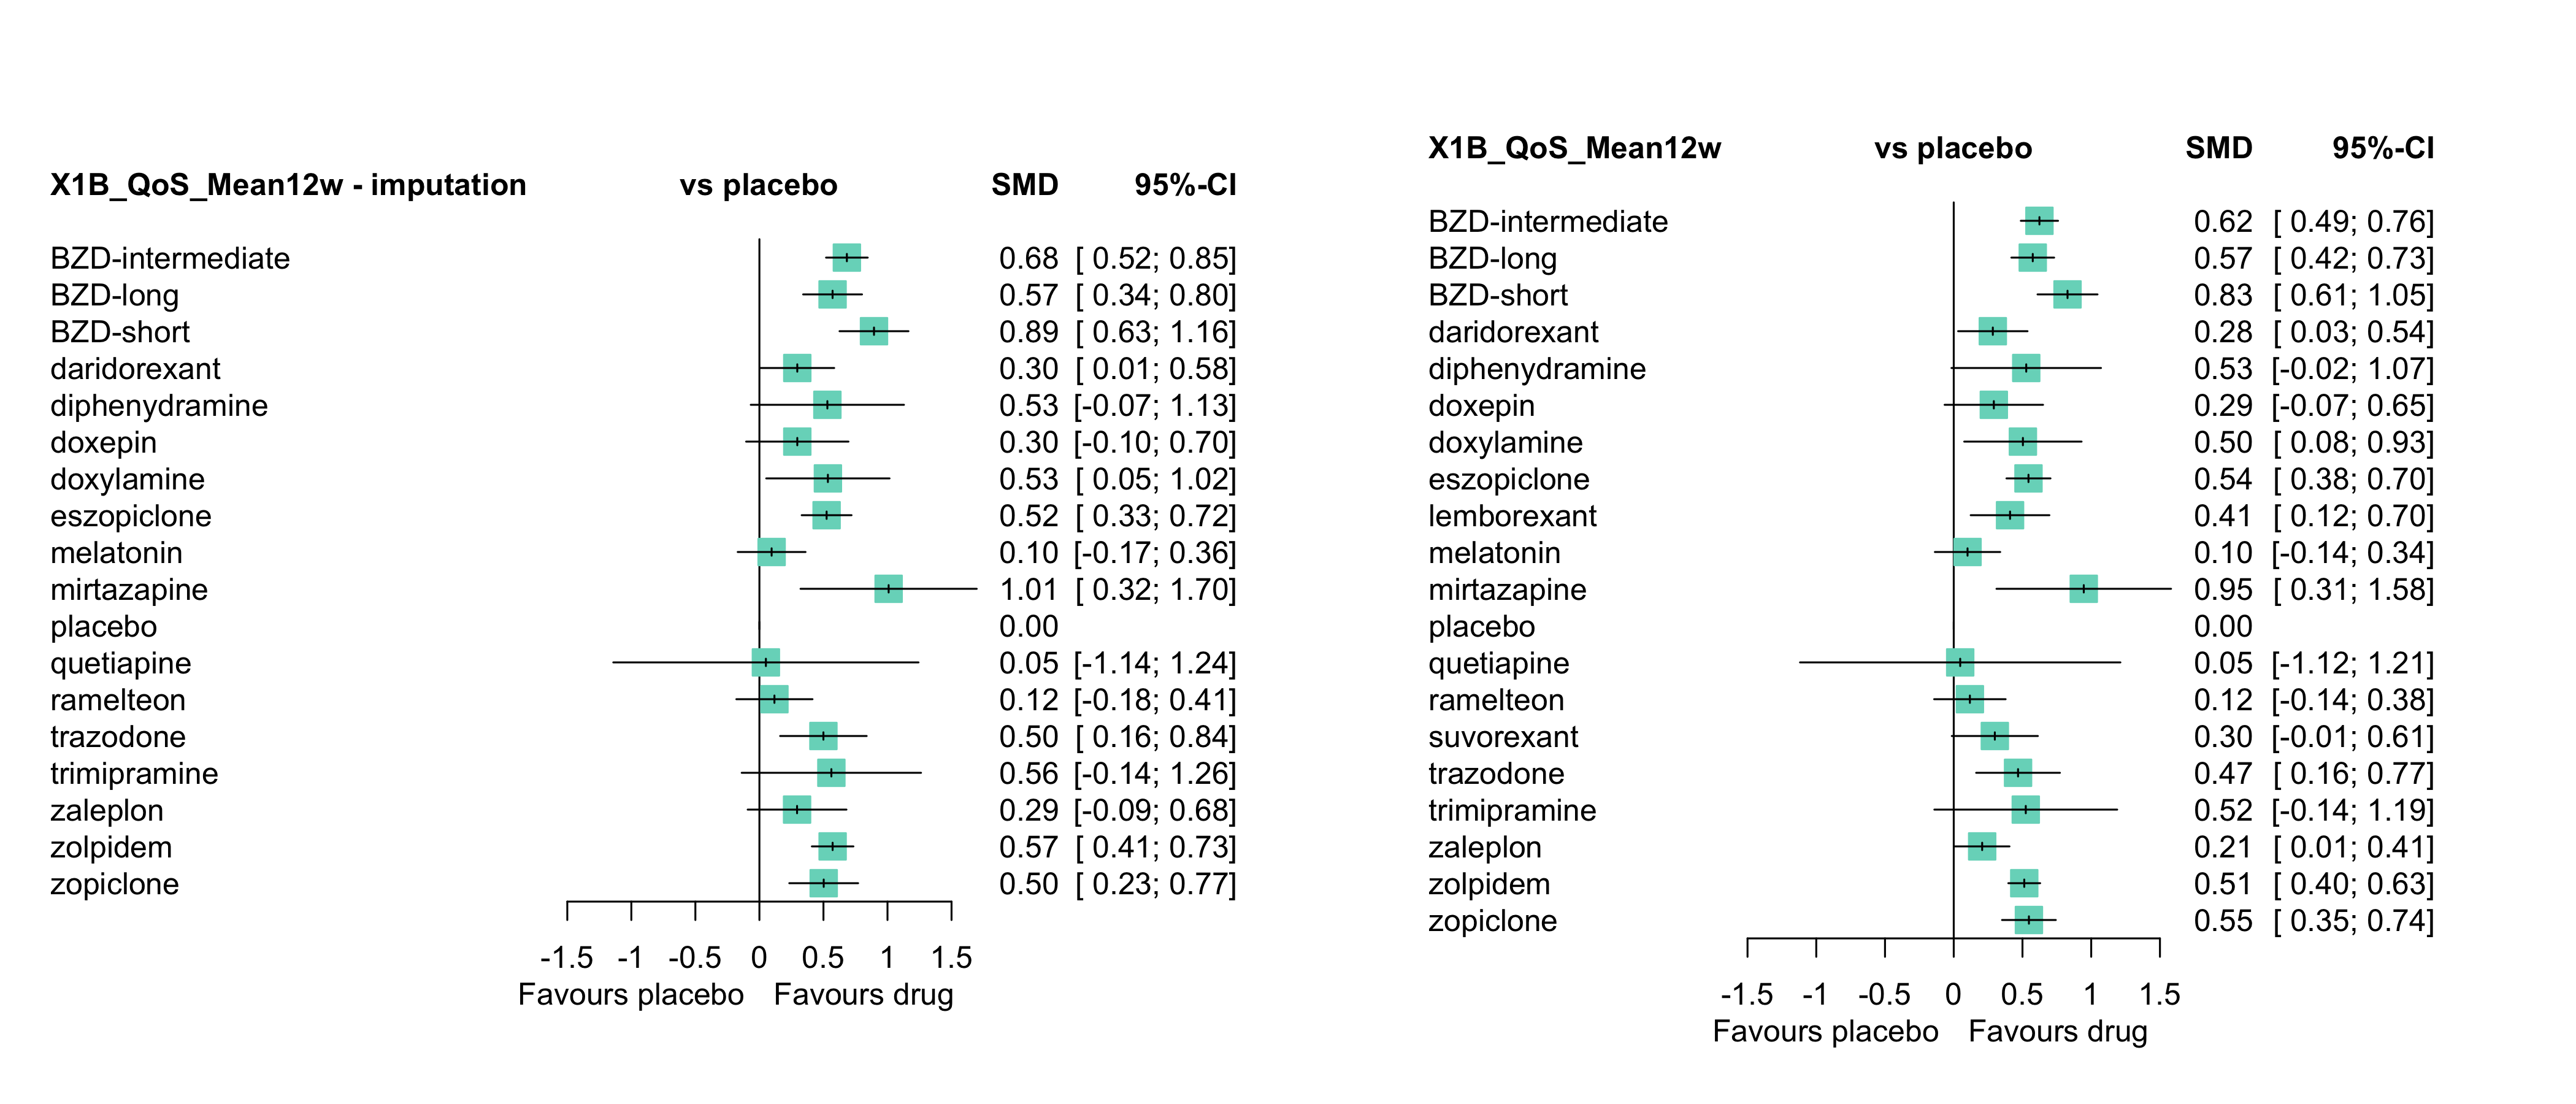 X1B_QoS_Mean12w - imputation vs placebo SMD 95%-CI
BZD-intermediate 0.68 [ 0.52; 0.85]
BZD-long 0.57 [ 0.34; 0.80]
BZD-short 0.89 [ 0.63; 1.16]
daridorexant 0.30 [ 0.01; 0.58]
diphenydramine 0.53 [-0.07; 1.13]
doxepin 0.30 [-0.10; 0.70]
doxylamine 0.53 [ 0.05; 1.02]
eszopiclone 0.52 [ 0.33; 0.72]
melatonin 0.10 [-0.17; 0.36]
mirtazapine 1.01 [ 0.32; 1.70]
placebo 0.00
quetiapine 0.05 [-1.14; 1.24]
ramelteon 0.12 [-0.18; 0.41]
trazodone 0.50 [ 0.16; 0.84]
trimipramine 0.56 [-0.14; 1.26]
zaleplon 0.29 [-0.09; 0.68]
zolpidem 0.57 [ 0.41; 0.73]
zopiclone 0.50 [ 0.23; 0.77]
-1.5 -1 -0.5 0 0.5 1 1.5
Favours placebo Favours drug
X1B_QoS_Mean12w vs placebo SMD 95%-CI
BZD-intermediate 0.62 [ 0.49; 0.76]
BZD-long 0.57 [ 0.42; 0.73]
BZD-short 0.83 [ 0.61; 1.05]
daridorexant 0.28 [ 0.03; 0.54]
diphenydramine 0.53 [-0.02; 1.07]
doxepin 0.29 [-0.07; 0.65]
doxylamine 0.50 [ 0.08; 0.93]
eszopiclone 0.54 [ 0.38; 0.70]
lemborexant 0.41 [ 0.12; 0.70]
melatonin 0.10 [-0.14; 0.34]
mirtazapine 0.95 [ 0.31; 1.58]
placebo 0.00
quetiapine 0.05 [-1.12; 1.21]
ramelteon 0.12 [-0.14; 0.38]
suvorexant 0.30 [-0.01; 0.61]
trazodone 0.47 [ 0.16; 0.77]
trimipramine 0.52 [-0.14; 1.19]
zaleplon 0.21 [ 0.01; 0.41]
zolpidem 0.51 [ 0.40; 0.63]
zopiclone 0.55 [ 0.35; 0.74]
-1.5 -1 -0.5 0 0.5 1 1.5
Favours placebo Favours drug